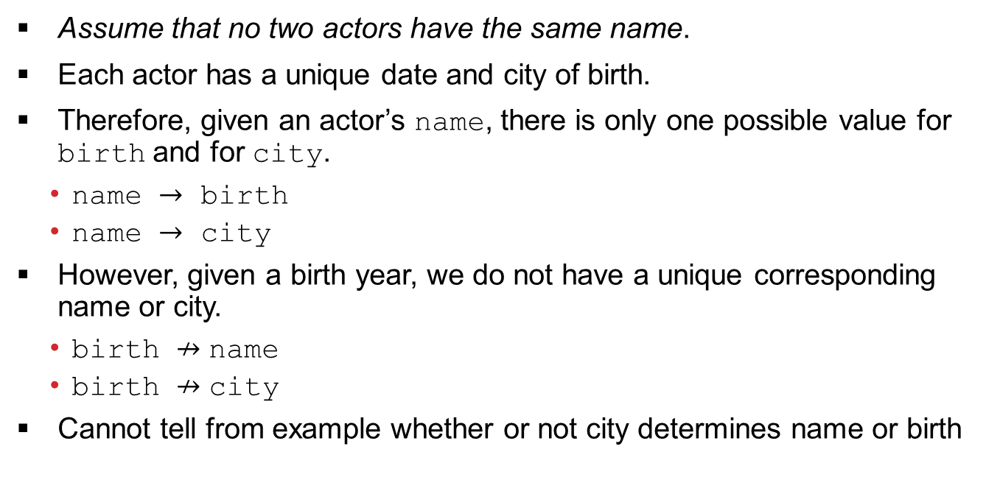 ▪ Assume that no two actors have the same name.
▪ Each actor has a unique date and city of birth.
▪ Therefore, given an actor’s name, there is only one possible value for
birth and for city.
• name → birth
• name → city
▪ However, given a birth year, we do not have a unique corresponding
name or city.
• birth ↛ name
• birth ↛ city
▪ Cannot tell from example whether or not city determines name or birth